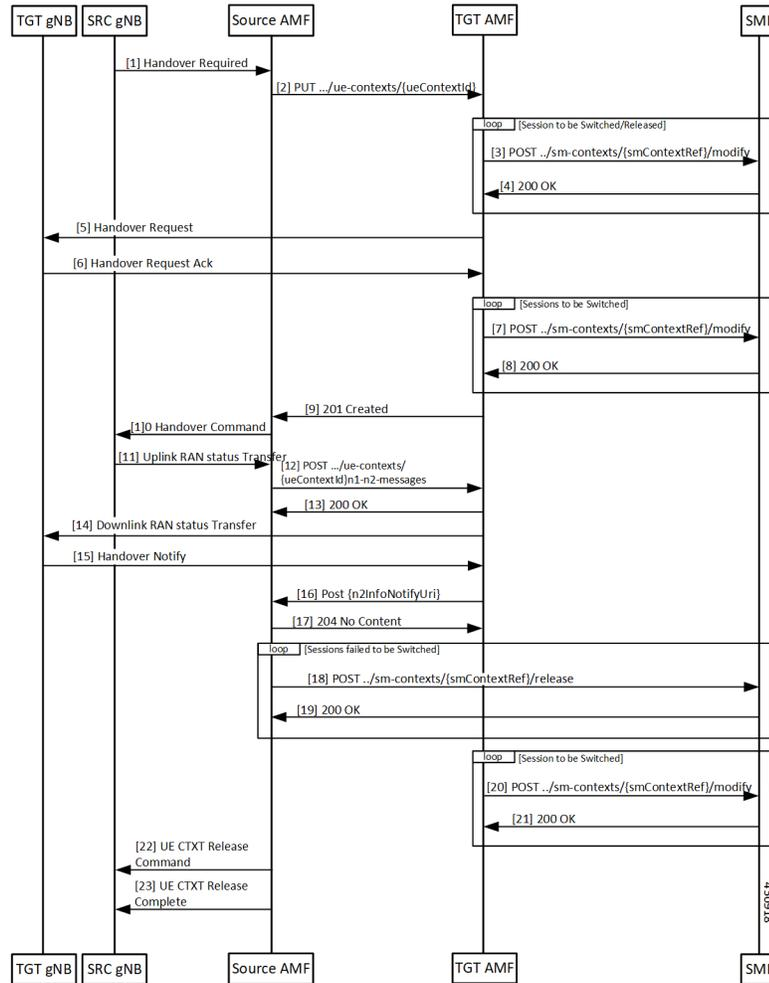 TGT gNB
SRC gNB
Source AMF
TGT AMF
SM
[1] Handover Required
[2] PUT .../ue-contexts/{ueContextId}
loop
[Session to be Switched/Released]
[3] POST ../sm-contexts/{smContextRef}/modify
[4] 200 OK
[5] Handover Request
[6] Handover Request Ack
loop
[Sessions to be Switched]
[7] POST ../sm-contexts/{smContextRef}/modify
[8] 200 OK
[9] 201 Created
[1]0 Handover Command
[11] Uplink RAN status Transfer
[12] POST .../ue-contexts/
{ueContextId}n1-n2-messages
[13] 200 OK
[14] Downlink RAN status Transfer
[15] Handover Notify
[16] Post {n2InfoNotifyUri}
[17] 204 No Content
loop
[Sessions failed to be Switched]
[18] POST ../sm-contexts/{smContextRef}/release
[19] 200 OK
loop
[Session to be Switched]
[20] POST ../sm-contexts/{smContextRef}/modify
[21] 200 OK
[22] UE CTXT Release
Command
[23] UE CTXT Release
Complete
TGT gNB
SRC gNB
Source AMF
TGT AMF
SM